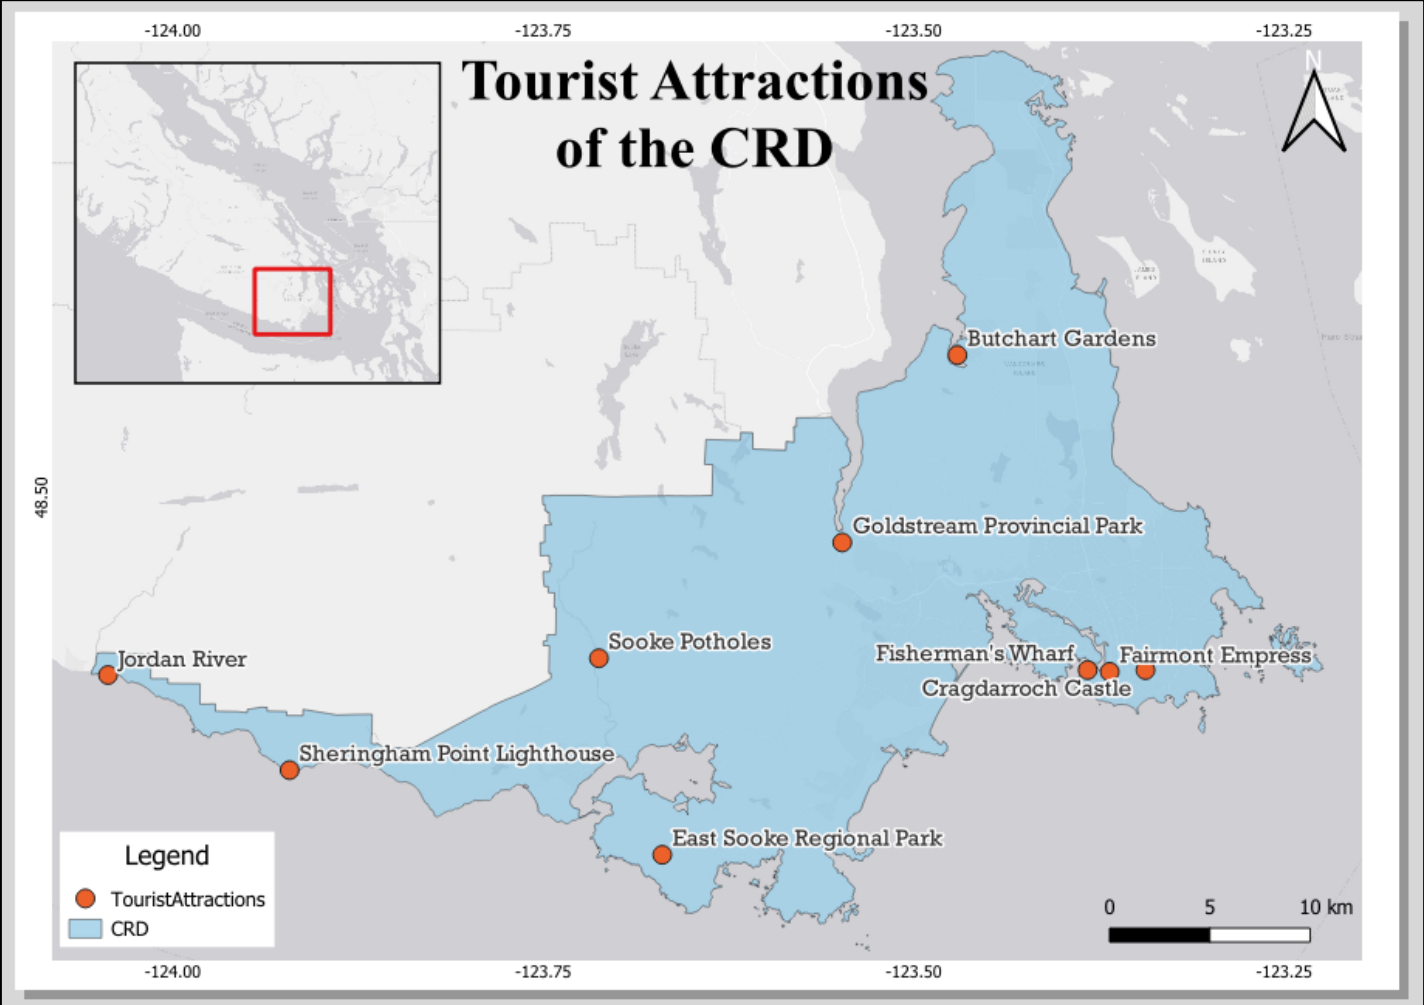 -124.00
-123.75
-123.50
-123.25
Tourist Attractions
of the CRD
N
Butchart Gardens
48.50
Goldstream Provincial Park
Sooke Potholes
Jordan River
Fisherman's Wharf
Fairmont Empress
Cragdarroch Castle
Sheringham Point Lighthouse
East Sooke Regional Park
Legend
TouristAttractions
CRD
0
5
10 km
-124.00
-123.75
-123.50
-123.25